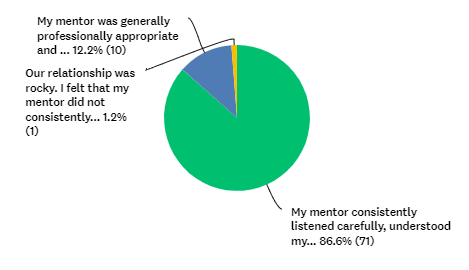 My mentor was generally
professionally appropriate
and ... 12.2% (10)
Our relationship was
rocky. I felt that my
mentor did not
consistently... 1.2%
(1)
My mentor consistently
listened carefully, understood
my... 86.6% (71)